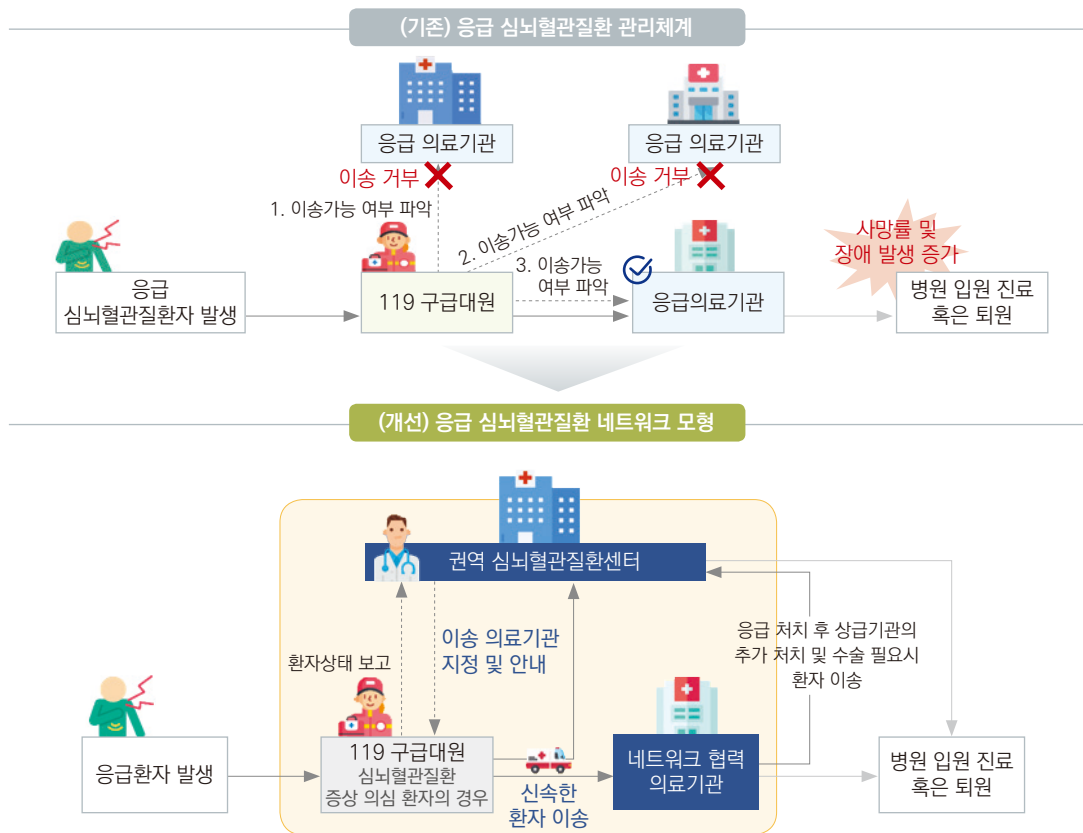 (기존) 응급 심뇌혈관질환 관리체계
응급 의료기관
응급 의료기관
이송 거부
이송 거부
1. 이송가능 여부 파악
2. 이송가능 여부 파악
3. 이송가능
여부 파악
사망률 및
장애 발생 증가
응급
심뇌혈관질환자 발생
119 구급대원
응급의료기관
병원 입원 진료
혹은 퇴원
(개선) 응급 심뇌혈관질환 네트워크 모형
권역 심뇌혈관질환센터
환자상태 보고
이송 의료기관
지정 및 안내
응급 처치 후 상급기관의
추가 처치 및 수술 필요시
환자 이송
응급환자 발생
119 구급대원
심뇌혈관질환
증상 의심 환자의 경우
신속한
환자 이송
네트워크 협력
의료기관
병원 입원 진료
혹은 퇴원